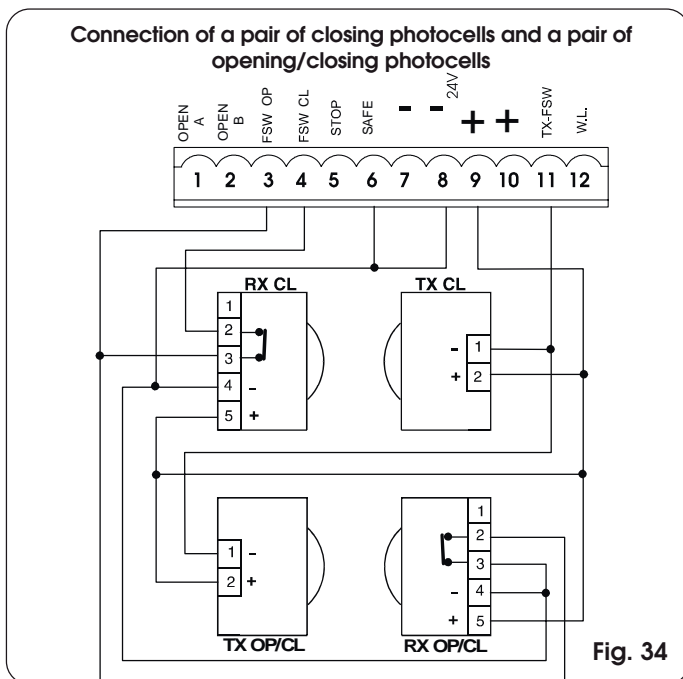 Connection of a pair of closing photocells and a pair of
opening/closing photocells
OPEN A
OPEN B
FSW OP
FSW CL
STOP
SAFE
- - 24V + +
TX-FSW
W.L.
1 2 3 4 5 6 7 8 9 10 11 12
RX CL
1
2
3
4 -
5 +
TX CL
- 1
+ 2
1 -
2 +
TX OP/CL
1
2
3
- 4
+ 5
RX OP/CL
Fig. 34